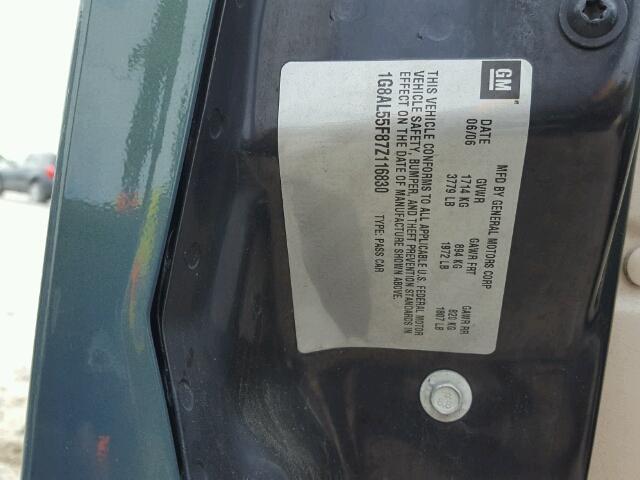 GM
MFD BY GENERAL MOTORS CORP
DATE GVWR GAWR FRT GAWR RR
06/06 1714 KG 894 KG 820 KG
3779 LB 1972 LB 1807 LB
THIS VEHICLE CONFORMS TO ALL APPLICABLE U.S. FEDERAL MOTOR
VEHICLE SAFETY, BUMPER, AND THEFT PREVENTION STANDARDS IN
EFFECT ON THE DATE OF MANUFACTURE SHOWN ABOVE.
1G8AL55F87Z116830 TYPE: PASS CAR